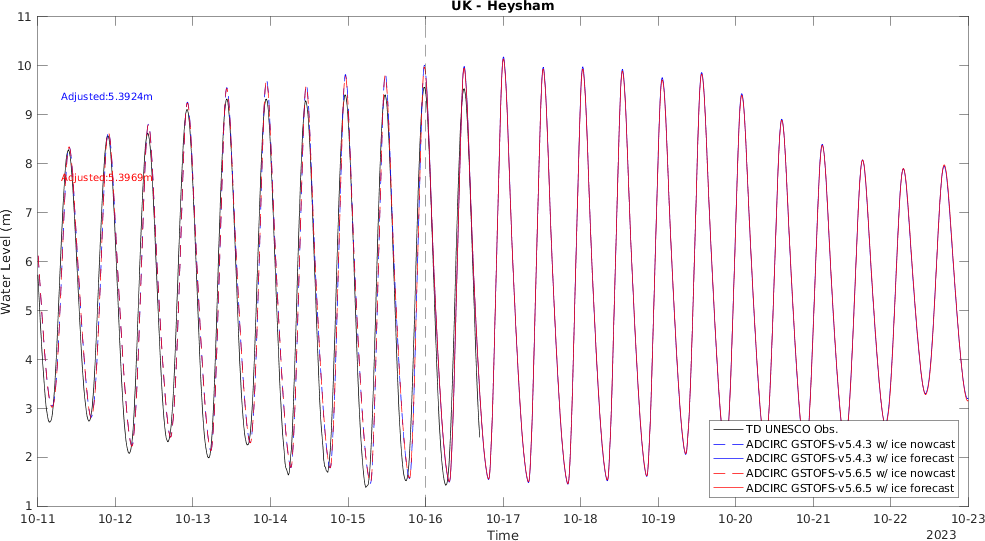 UK - Heysham
11
10
9
8
7
6
5
4
3
2
1
Water Level (m)
Adjusted:5.3924m
Adjusted:5.3969m
TD UNESCO Obs.
ADCIRC GSTOFS-v5.4.3 w/ ice nowcast
ADCIRC GSTOFS-v5.4.3 w/ ice forecast
ADCIRC GSTOFS-v5.6.5 w/ ice nowcast
ADCIRC GSTOFS-v5.6.5 w/ ice forecast
10-11 10-12 10-13 10-14 10-15 10-16 10-17 10-18 10-19 10-20 10-21 10-22 10-23
Time
2023